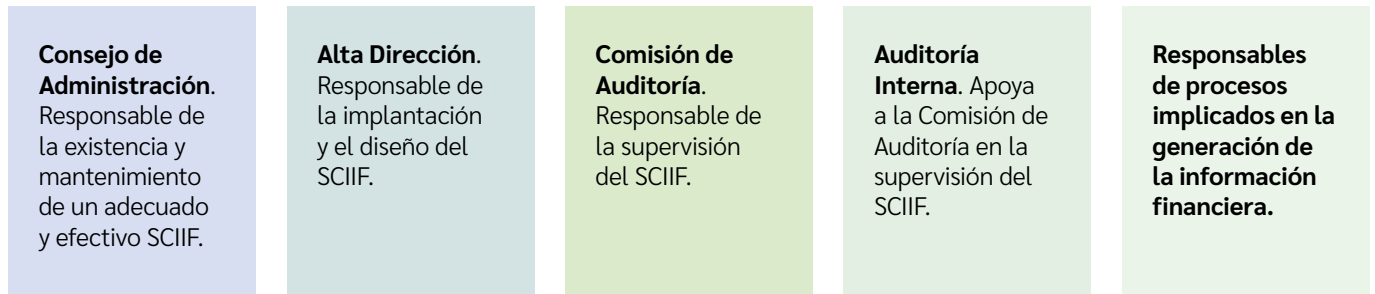 Consejo de
Administración.
Responsable de
la existencia y
mantenimiento
de un adecuado
y efectivo SCIIF.
Alta Dirección.
Responsable de
la implantación
y el diseño del
SCIIF.
Comisión de
Auditoría.
Responsable de
la supervisión
del SCIIF.
Auditoría
Interna. Apoya
a la Comisión de
Auditoría en la
supervisión del
SCIIF.
Responsables
de procesos
implicados en la
generación de
la información
financiera.